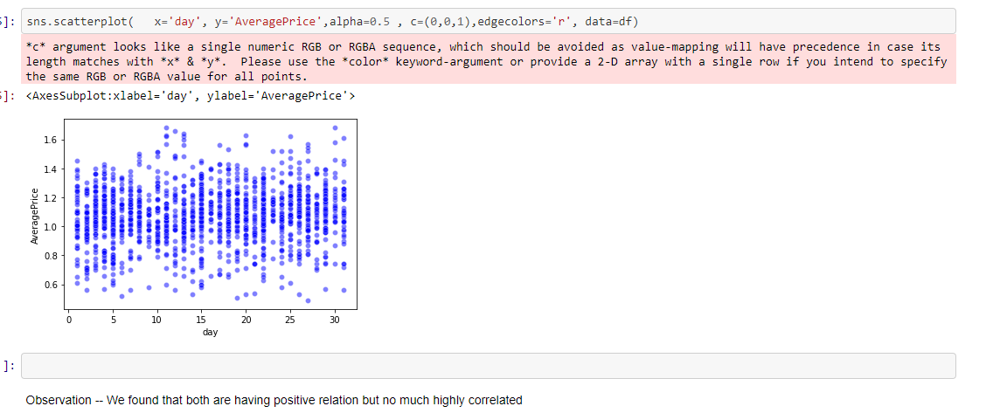 5]: sns.scatterplot(   x='day', y='AveragePrice',alpha=0.5 , c=(0,0,1),edgecolors='r', data=df)
*c* argument looks like a single numeric RGB or RGBA sequence, which should be avoided as value-mapping will have precedence in case its
length matches with *x* & *y*.  Please use the *color* keyword-argument or provide a 2-D array with a single row if you intend to specify
the same RGB or RGBA value for all points.
5]: <AxesSubplot:xlabel='day', ylabel='AveragePrice'>
1.6
1.4
1.2
1.0
0.8
0.6
AveragePrice
0 5 10 15 20 25 30
day
]:
Observation -- We found that both are having positive relation but no much highly correlated